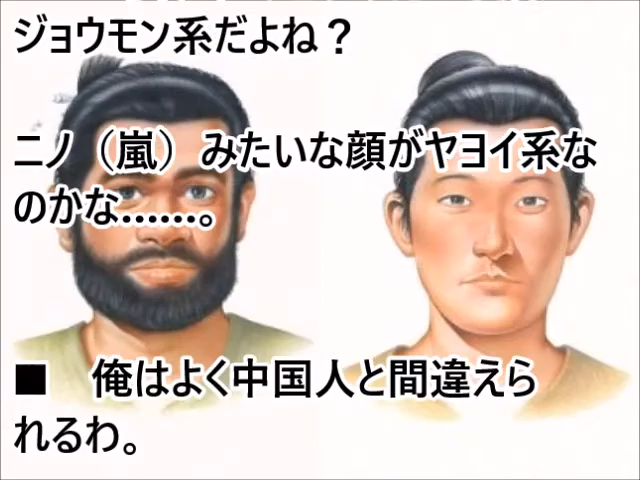 ジョウモン系だよね？
ニノ（嵐）みたいな顔がヤヨイ系な
のかな……。
■　俺はよく中国人と間違えら
れるわ。